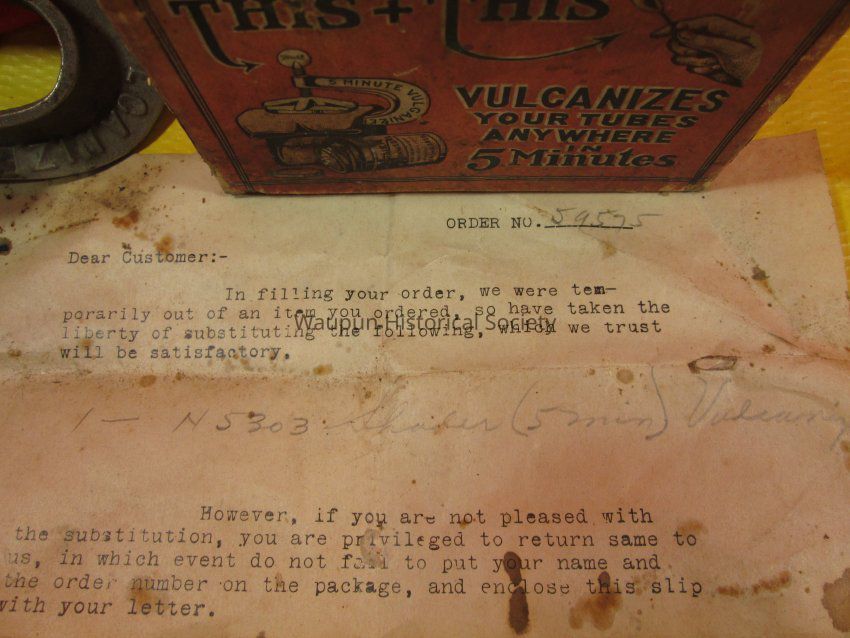 THIS + THIS
5 MINUTE VULCANIZER
VULCANIZES
YOUR TUBES
ANYWHERE
IN
5 Minutes
ORDER NO. 59575
Dear Customer:-
In filling your order, we were tem-
porarily out of an item you ordered, so have taken the
liberty of substituting the following, which we trust
will be satisfactory.
Waupun Historical Society
1 - N5303 Shaler (5 min)
However, if you are not pleased with
the substitution, you are privileged to return same to
us, in which event do not fail to put your name and
the order number on the package, and enclose this slip
with your letter.